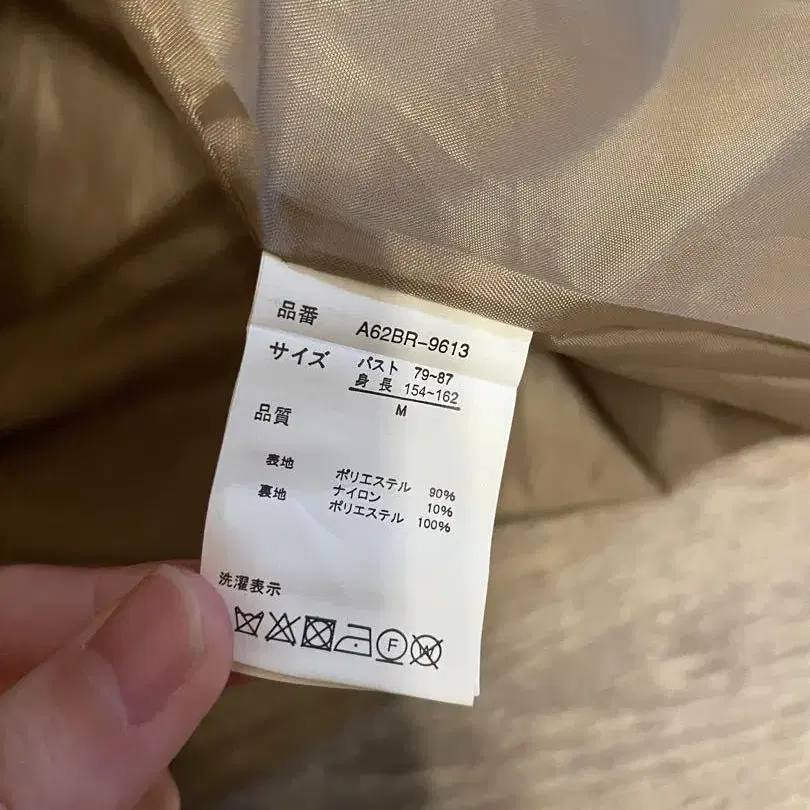 品番 A62BR-9613
サイズ バスト 79~87
身長 154~162
M
品質
表地 ポリエステル 90%
ナイロン 10%
裏地 ポリエステル 100%
洗濯表示
F W